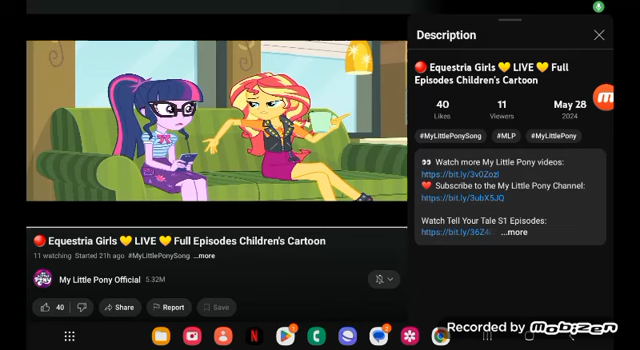 Description
🔴 Equestria Girls 💛 LIVE 💛 Full
Episodes Children's Cartoon
40
Likes
11
Viewers
May 28
2024
#MyLittlePonySong
#MLP
#MyLittlePony
👀 Watch more My Little Pony videos:
https://bit.ly/3v0Zozl
❤️ Subscribe to the My Little Pony Channel:
https://bit.ly/3ubX5JQ
Watch Tell Your Tale S1 Episodes:
...more
🔴 Equestria Girls 💛 LIVE 💛 Full Episodes Children's Cartoon
11 watching Started 21h ago #MyLittlePonySong ...more
My Little Pony Official 5.32M
40
Share
Report
Save
Recorded by mobizen